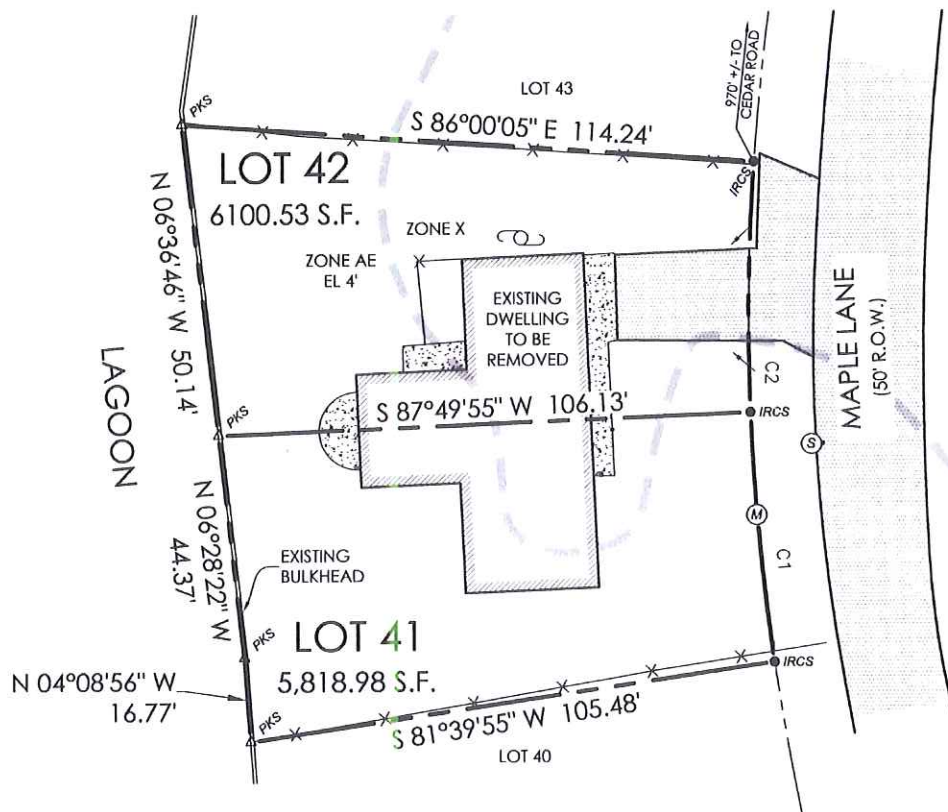 LOT 43
970' +/- TO
CEDAR ROAD
PKS
S 86°00'05" E 114.24'
IRCS
LOT 42
6100.53 S.F.
N 06°36'46" W 50.14'
ZONE X
ZONE AE
EL 4'
EXISTING
DWELLING
TO BE
REMOVED
MAPLE LANE
(50' R.O.W.)
LAGOON
C2
PKS
S 87°49'55" W 106.13'
IRCS
S
M
N 06°28'22" W
44.37'
C1
EXISTING
BULKHEAD
PKS
LOT 41
5,818.98 S.F.
IRCS
N 04°08'56" W
16.77'
PKS
S 81°39'55" W 105.48'
LOT 40